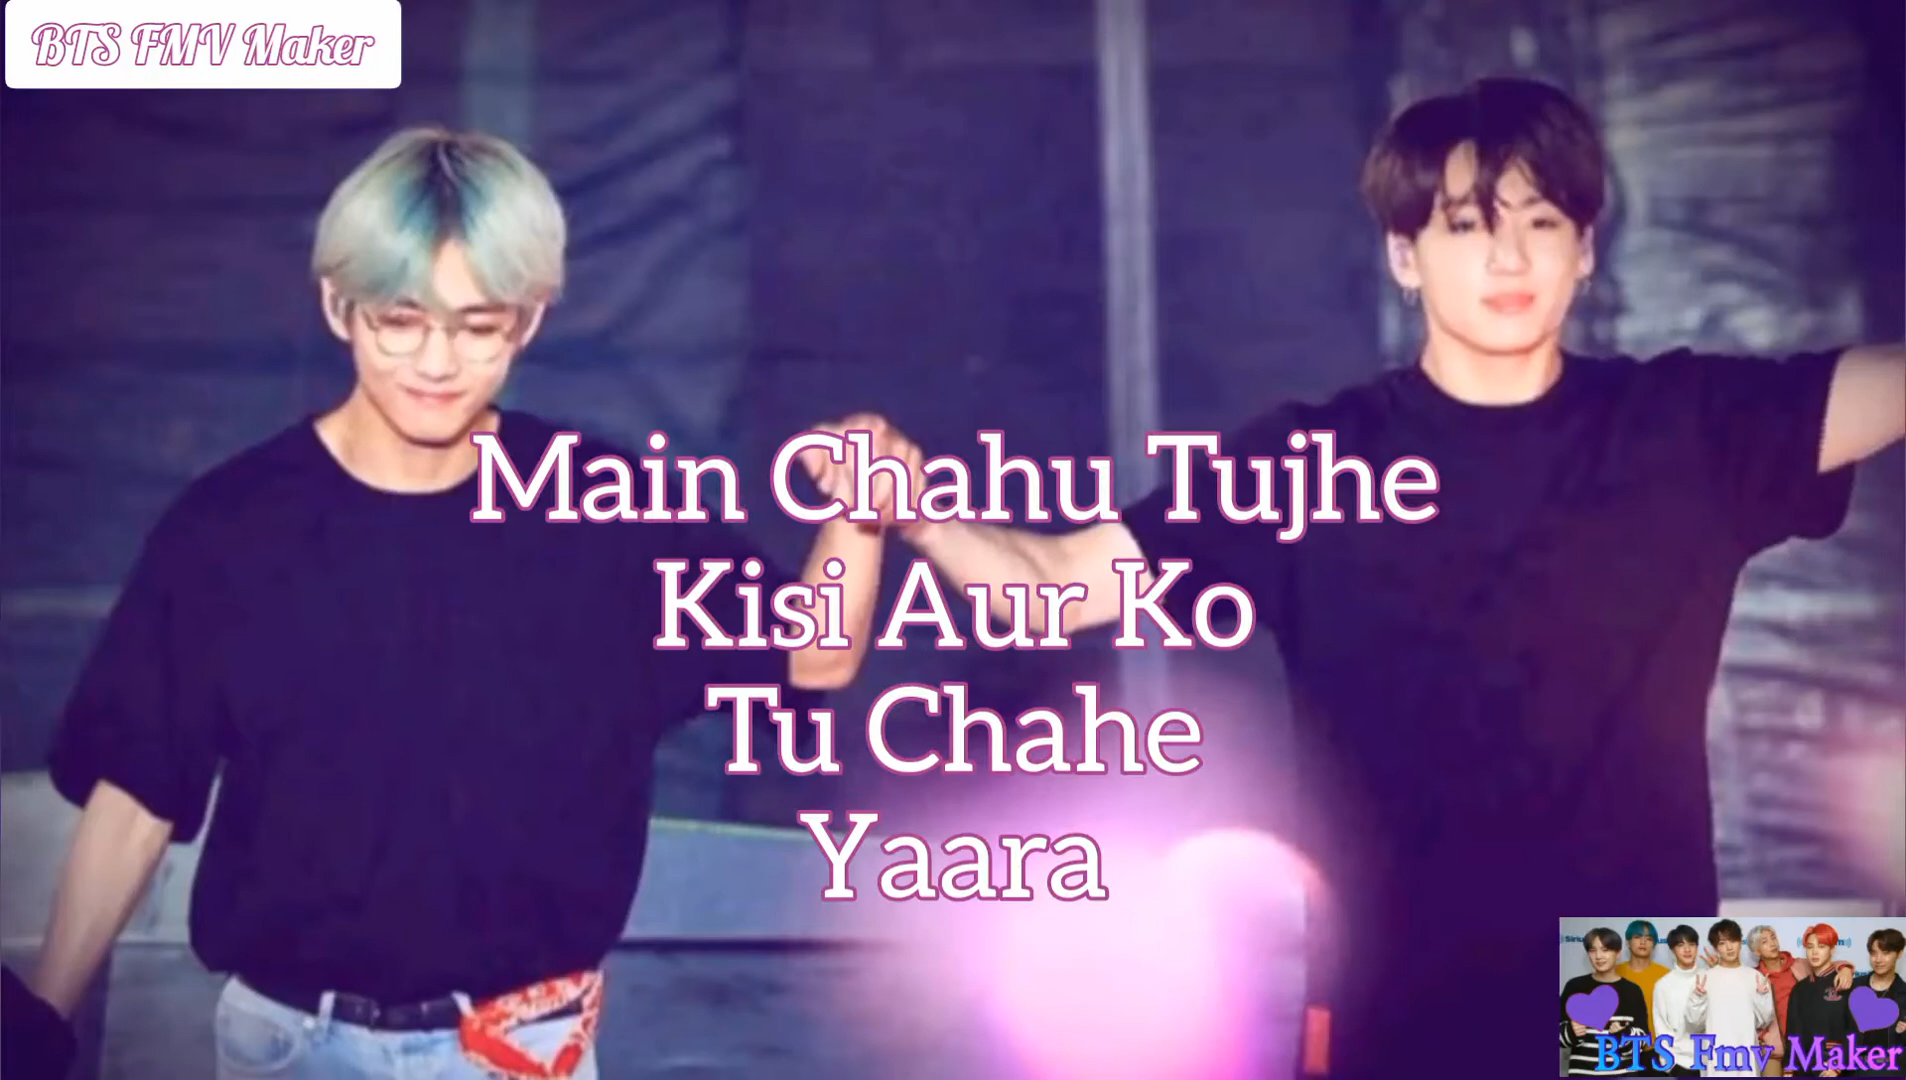 BTS FMV Maker
Main Chahu Tujhe
Kisi Aur Ko
Tu Chahe
Yaara
BTS Fmv Maker